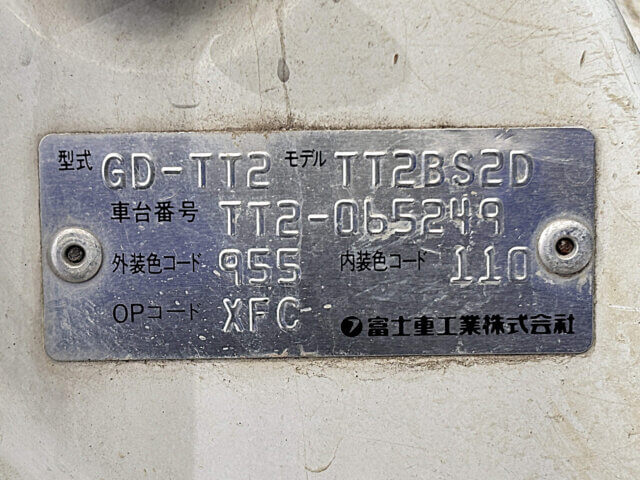 型式 GD-TT2 モデル TT2BS2D
車台番号 TT2-065249
外装色コード 955 内装色コード 110
OPコード XFC 富士重工業株式会社